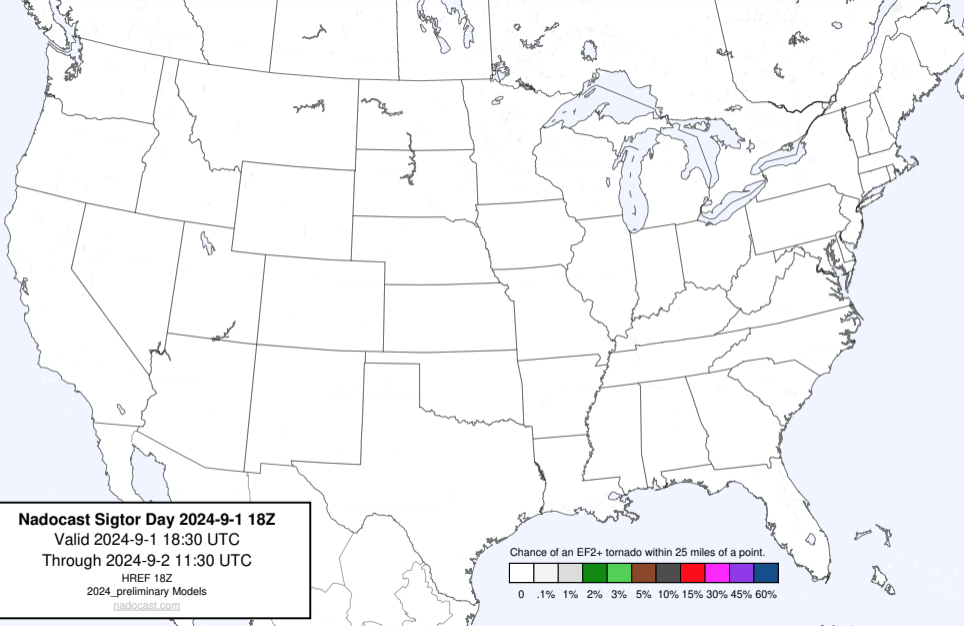 Nadocast Sigtor Day 2024-9-1 18Z
Valid 2024-9-1 18:30 UTC
Through 2024-9-2 11:30 UTC
HREF 18Z
2024_preliminary Models
nadocast.com
Chance of an EF2+ tornado within 25 miles of a point.
0 .1% 1% 2% 3% 5% 10% 15% 30% 45% 60%